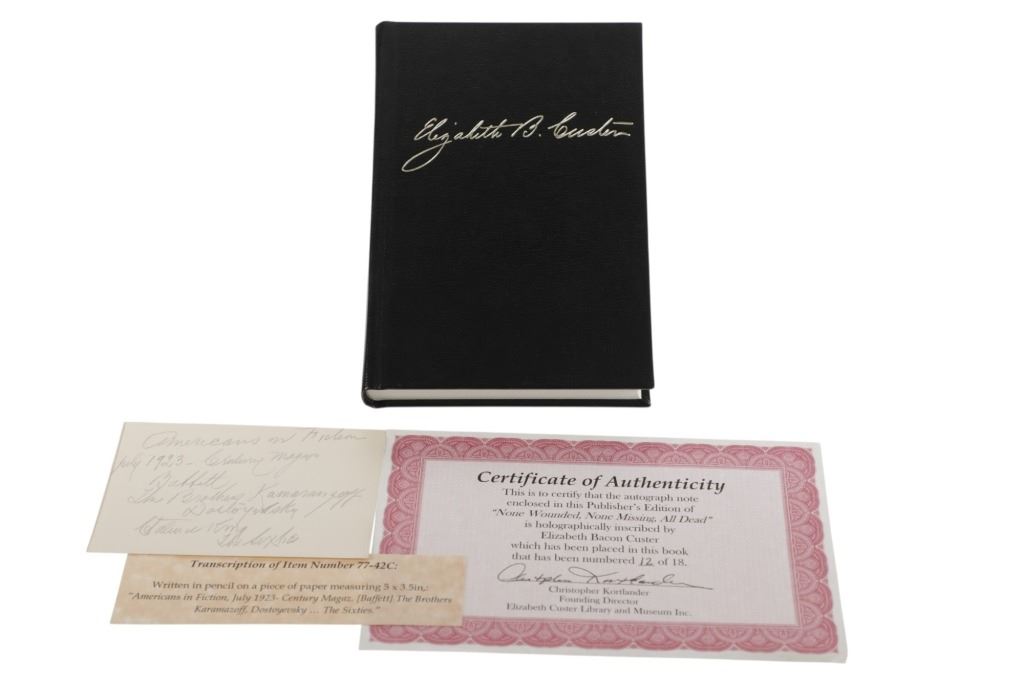 Elizabeth B. Custer
Americans in Fiction
July 1923 - Century Magaz
Babbitt
The Brothers Karamazoff
Dostoyevsky
The Sixties
Transcription of Item Number 77-42C:
Written in pencil on a piece of paper measuring 5 x 3.5in,:
"Americans in Fiction, July 1923- Century Magaz. [Baffett] The Brothers
Karamazoff, Dostoyevsky ... The Sixties."
Certificate of Authenticity
This is to certify that the autograph note
enclosed in this Publisher's Edition of
"None Wounded, None Missing, All Dead"
is holographically inscribed by
Elizabeth Bacon Custer
which has been placed in this book
that has been numbered 12 of 18.
Christopher Kortlander
Christopher Kortlander
Founding Director
Elizabeth Custer Library and Museum Inc.